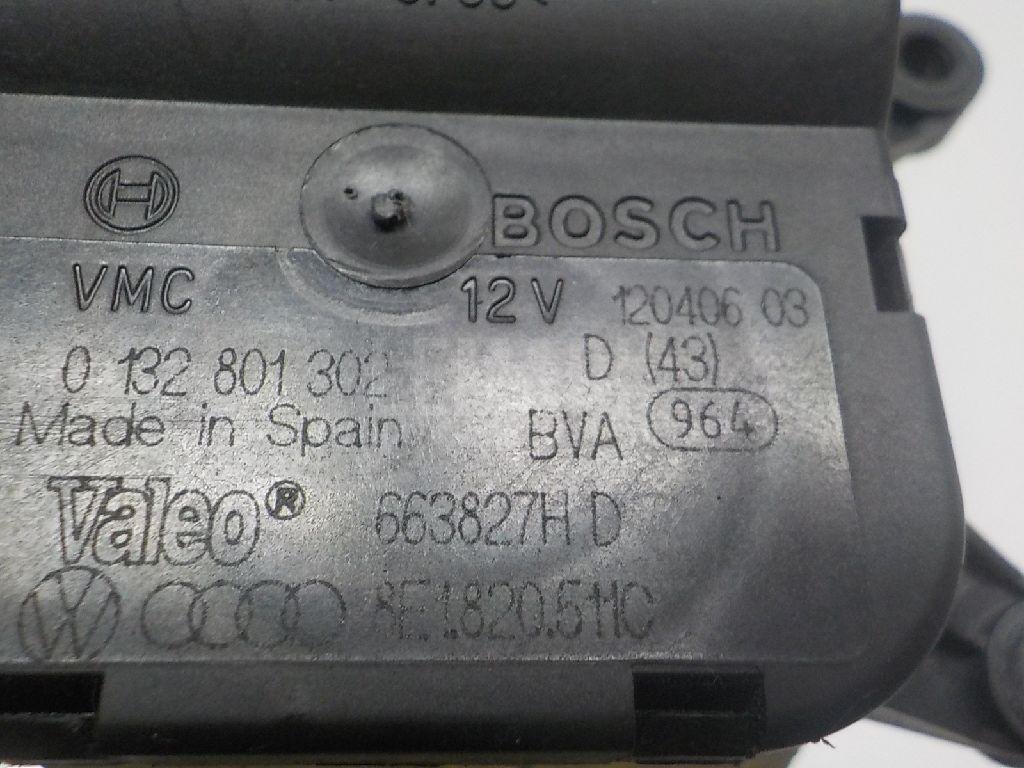 BOSCH
VMC 12V 120406 03
0 132 801 302 D (43)
Made in Spain BVA 964
Valeo® 663827H D
8E1.820.511C